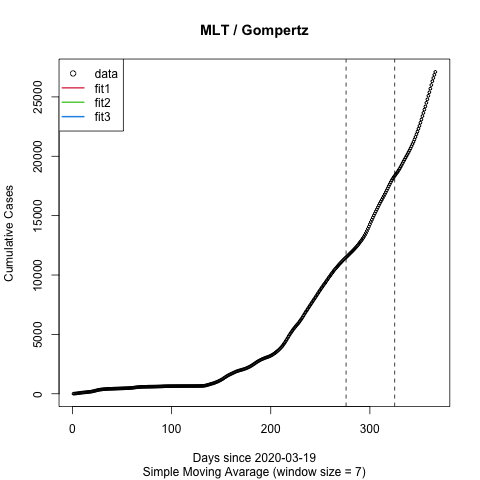 MLT / Gompertz
data
fit1
fit2
fit3
Cumulative Cases
0
5000
10000
15000
20000
25000
0
100
200
300
Days since 2020-03-19
Simple Moving Avarage (window size = 7)